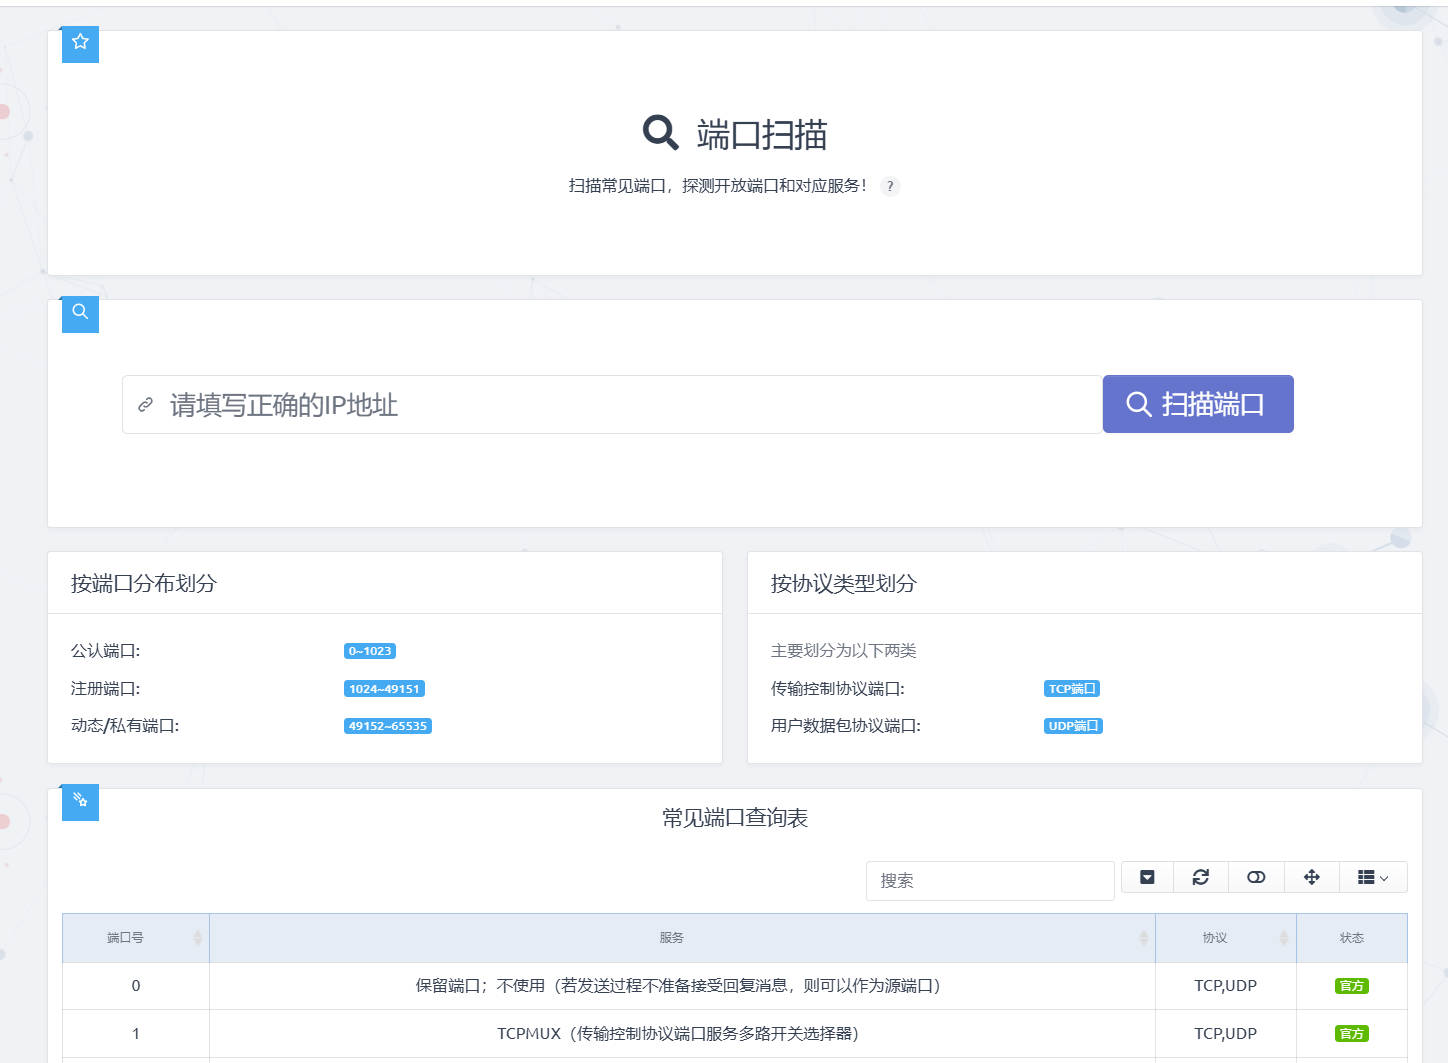 端口扫描
扫描常见端口，探测开放端口和对应服务！ ?
请填写正确的IP地址 扫描端口
按端口分布划分
公认端口: 0~1023
注册端口: 1024~49151
动态/私有端口: 49152~65535
按协议类型划分
主要划分为以下两类
传输控制协议端口: TCP端口
用户数据包协议端口: UDP端口
常见端口查询表
搜索
端口号 服务 协议 状态
0 保留端口；不使用（若发送过程不准备接受回复消息，则可以作为源端口） TCP,UDP 官方
1 TCPMUX（传输控制协议端口服务多路开关选择器） TCP,UDP 官方